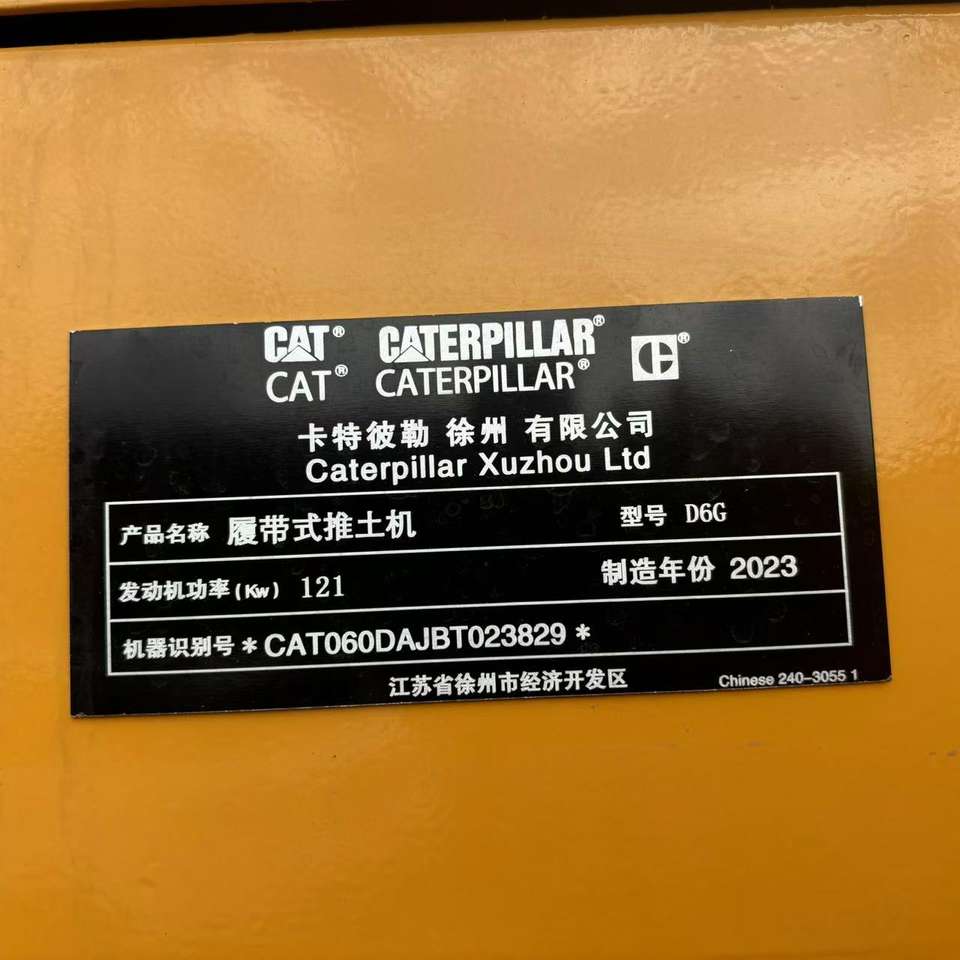 CAT® CATERPILLAR® CE®
CAT® CATERPILLAR®
卡特彼勒 徐州 有限公司
Caterpillar Xuzhou Ltd
产品名称 履带式推土机 型号 D6G
发动机功率(Kw) 121 制造年份 2023
机器识别号 *CAT060DAJBT023829*
江苏省徐州市经济开发区 Chinese 240-3055 1